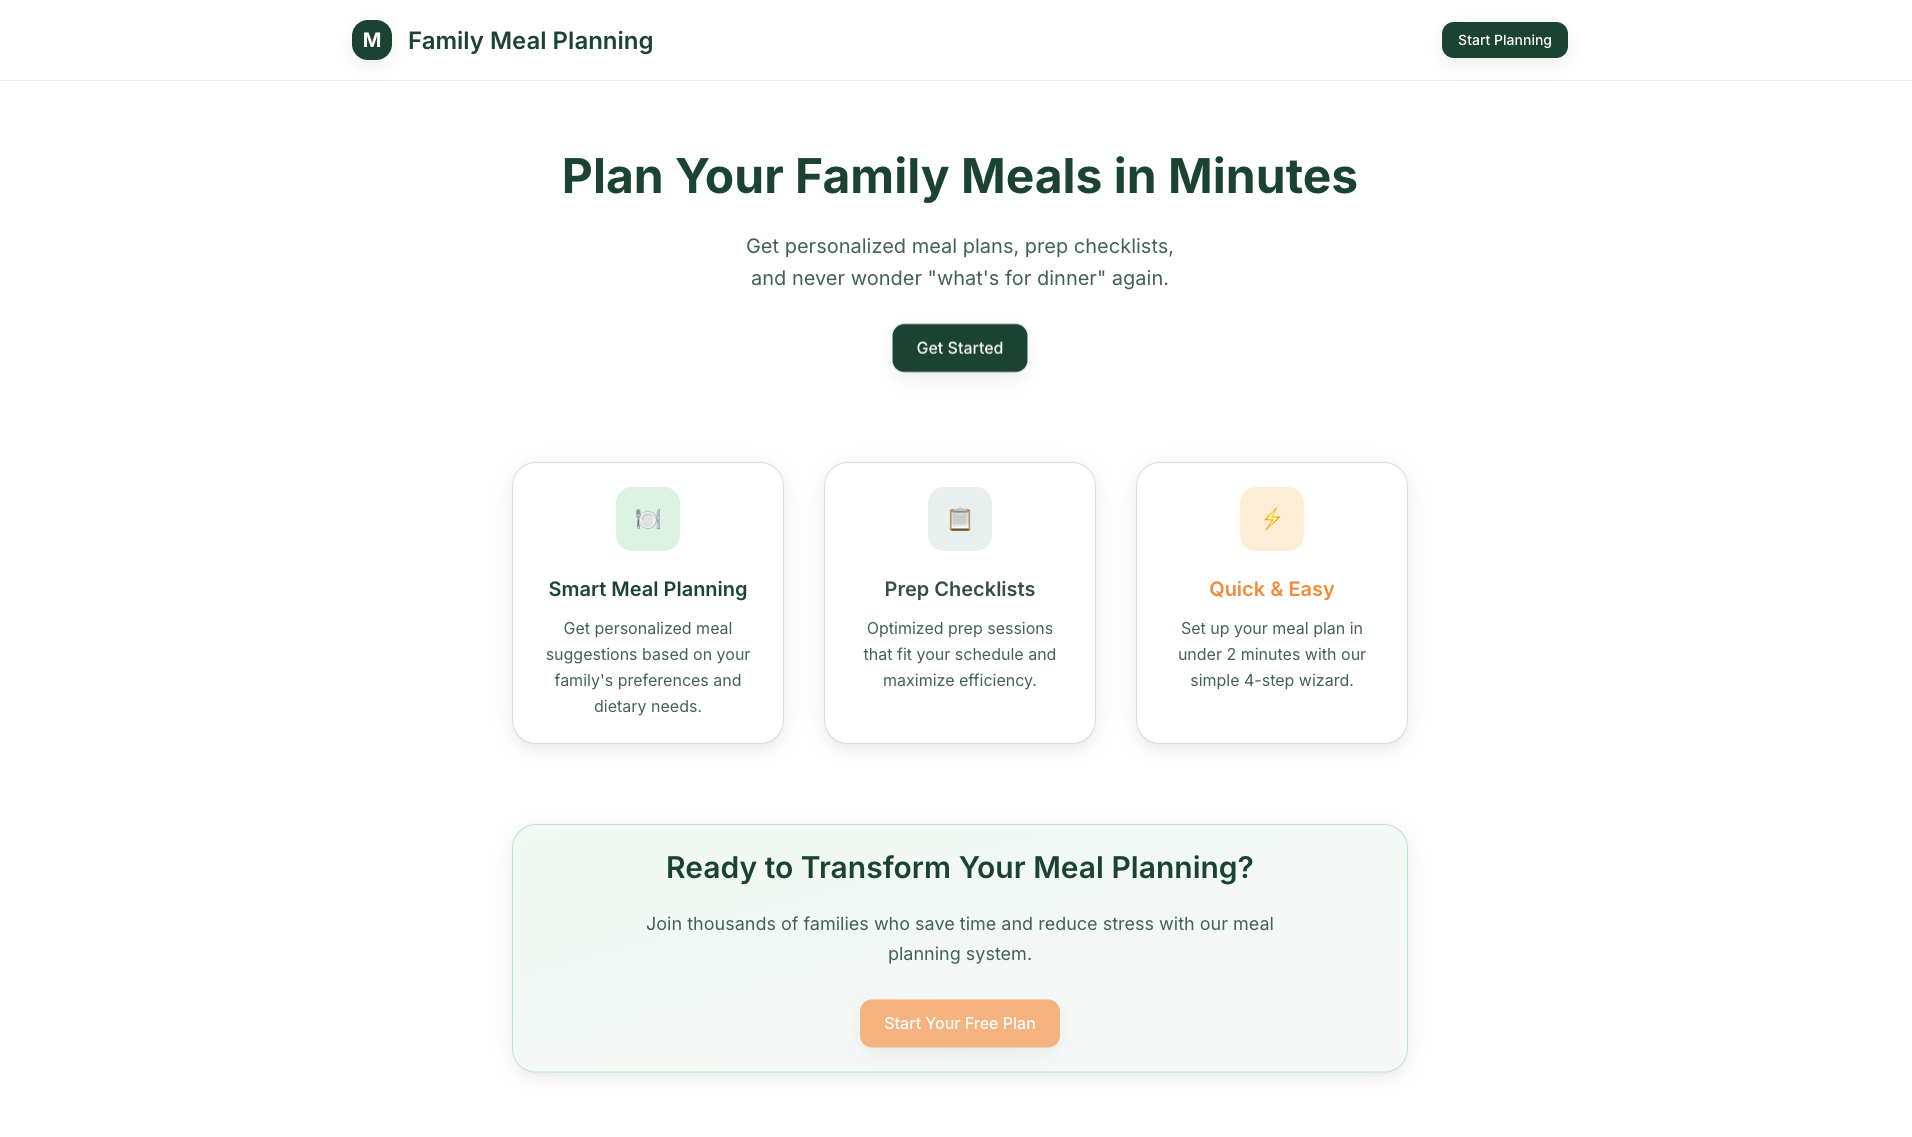 M
Family Meal Planning
Start Planning
Plan Your Family Meals in Minutes
Get personalized meal plans, prep checklists,
and never wonder "what's for dinner" again.
Get Started
Smart Meal Planning
Get personalized meal
suggestions based on your
family's preferences and
dietary needs.
Prep Checklists
Optimized prep sessions
that fit your schedule and
maximize efficiency.
Quick & Easy
Set up your meal plan in
under 2 minutes with our
simple 4-step wizard.
Ready to Transform Your Meal Planning?
Join thousands of families who save time and reduce stress with our meal
planning system.
Start Your Free Plan